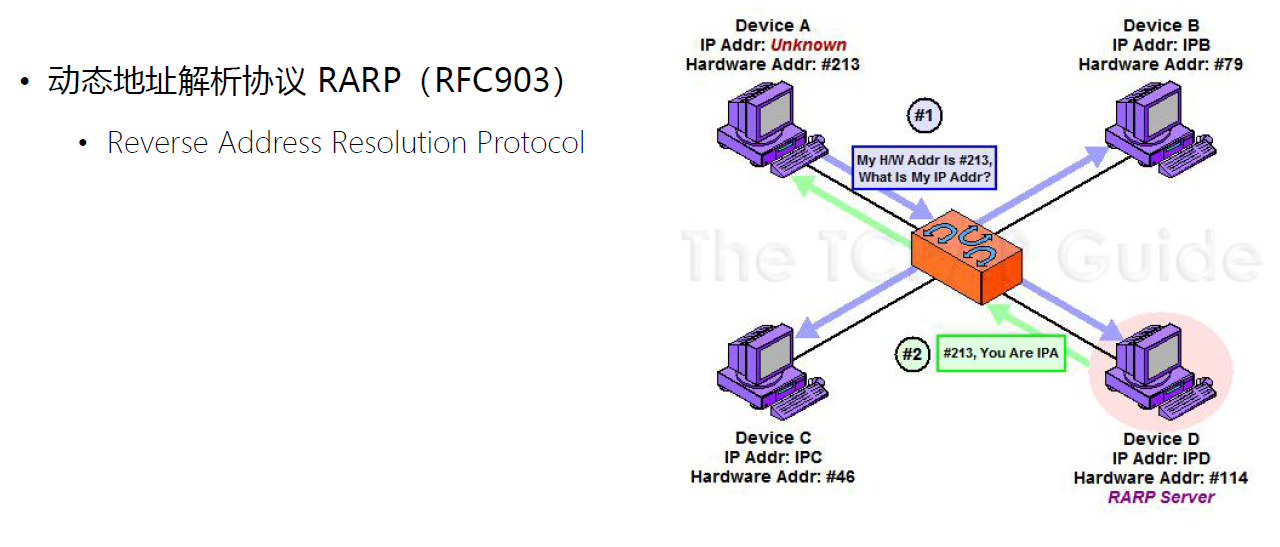 • 动态地址解析协议 RARP（RFC903）
• Reverse Address Resolution Protocol
Device A
IP Addr: Unknown
Hardware Addr: #213
Device B
IP Addr: IPB
Hardware Addr: #79
#1
My H/W Addr Is #213,
What Is My IP Addr?
The TCP/IP Guide
#2
#213, You Are IPA
Device C
IP Addr: IPC
Hardware Addr: #46
Device D
IP Addr: IPD
Hardware Addr: #114
RARP Server